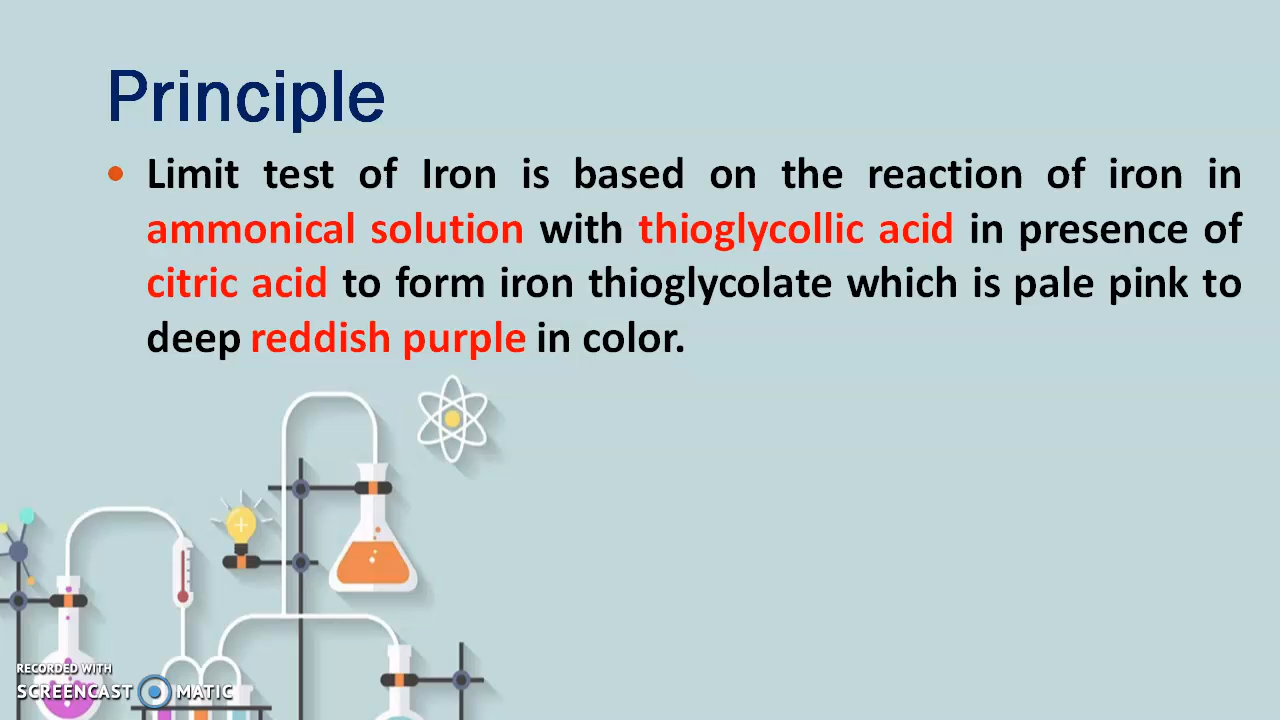 Principle
• Limit test of Iron is based on the reaction of iron in
ammonical solution with thioglycollic acid in presence of
citric acid to form iron thioglycolate which is pale pink to
deep reddish purple in color.
RECORDED WITH
SCREENCAST MATIC